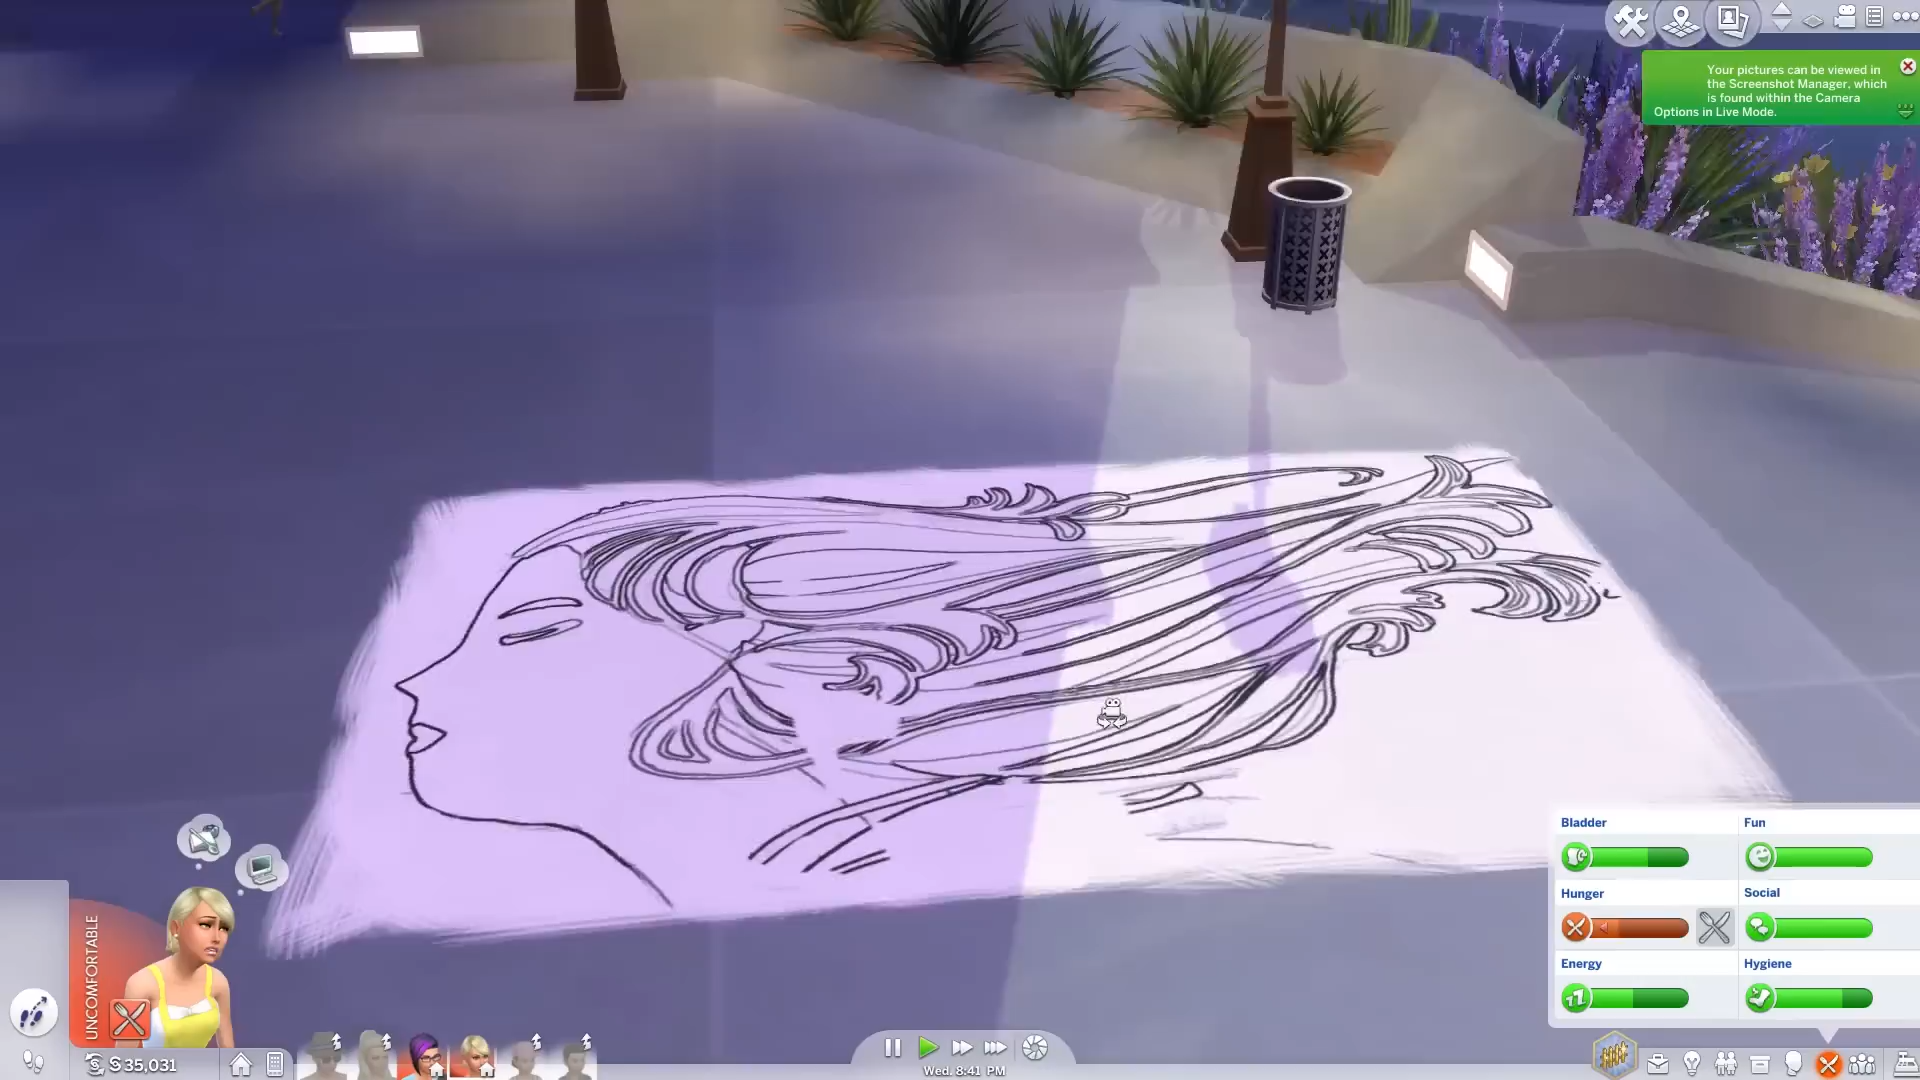 Your pictures can be viewed in
the Screenshot Manager, which
is found within the Camera
Options in Live Mode.
Bladder
Fun
Hunger
Social
Energy
Hygiene
UNCOMFORTABLE
§35,031
Wed. 8:41 PM